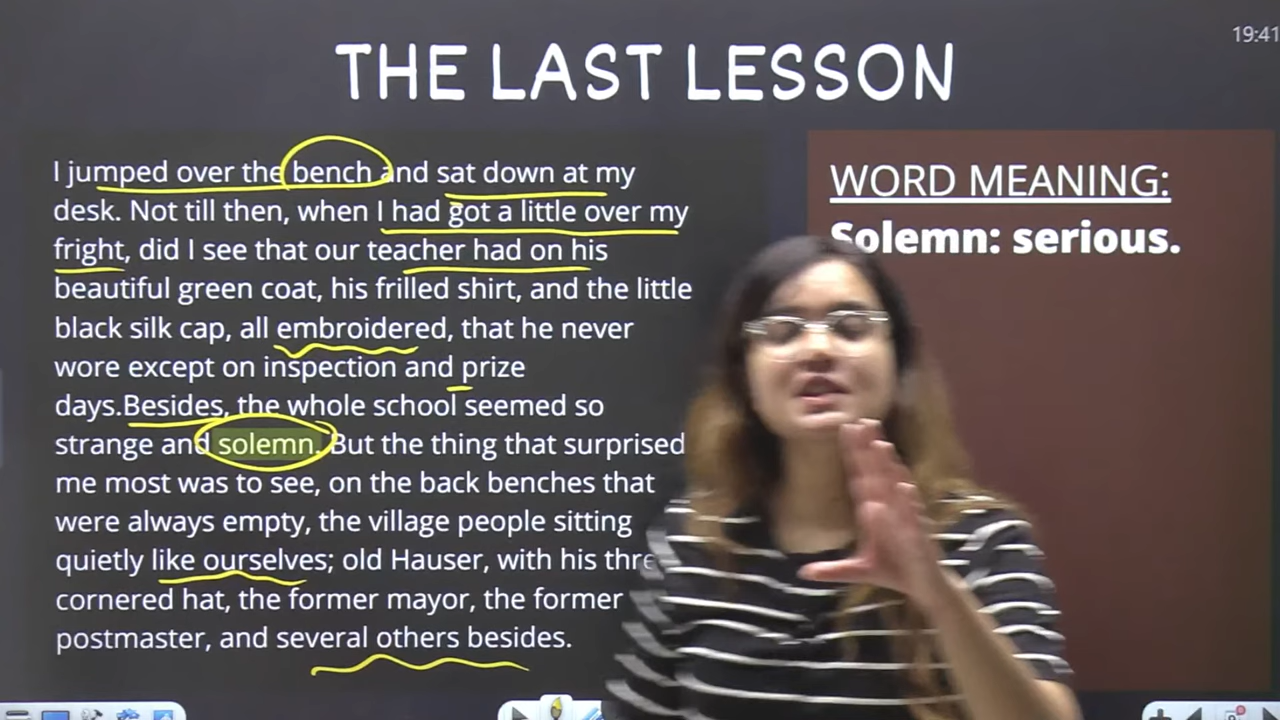 19:41
THE LAST LESSON
I jumped over the bench and sat down at my
desk. Not till then, when I had got a little over my
fright, did I see that our teacher had on his
beautiful green coat, his frilled shirt, and the little
black silk cap, all embroidered, that he never
wore except on inspection and prize
days.Besides, the whole school seemed so
strange and solemn. But the thing that surprised
me most was to see, on the back benches that
were always empty, the village people sitting
quietly like ourselves; old Hauser, with his
cornered hat, the former mayor, the former
postmaster, and several others besides.
WORD MEANING:
Solemn: serious.